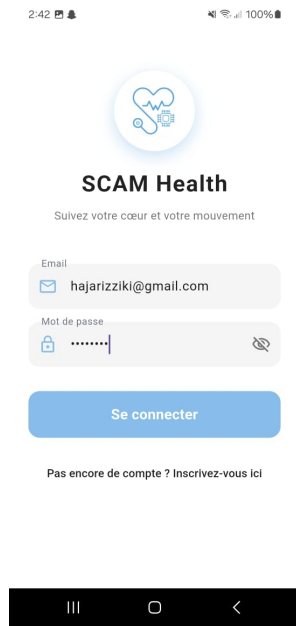 2:42 100%
SCAM Health
Suivez votre cœur et votre mouvement
Email
hajarizziki@gmail.com
Mot de passe
••••••••
Se connecter
Pas encore de compte ? Inscrivez-vous ici